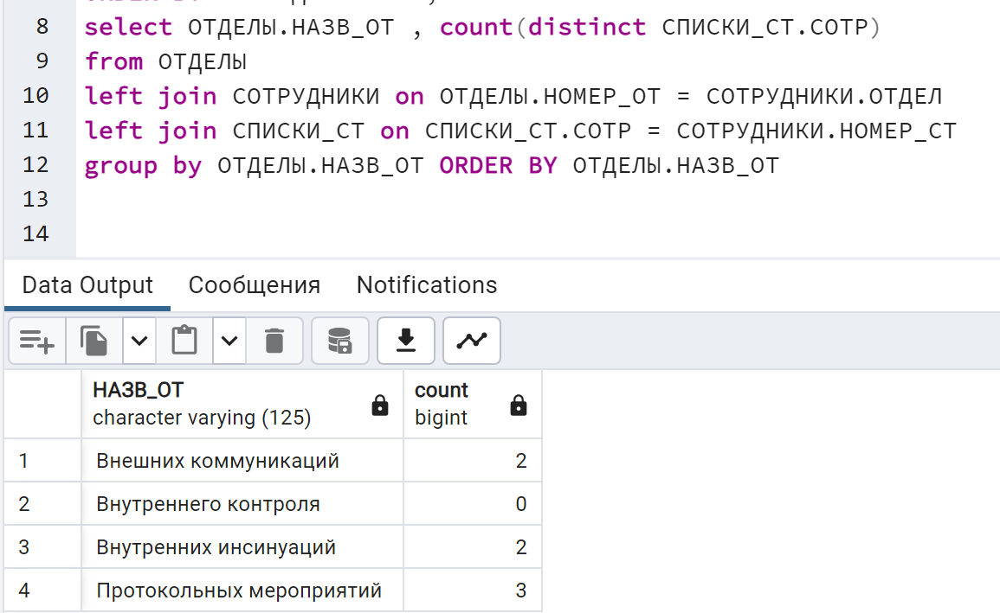 8 select ОТДЕЛЫ.НАЗВ_ОТ , count(distinct СПИСКИ_СТ.СОТР)
9 from ОТДЕЛЫ
10 left join СОТРУДНИКИ on ОТДЕЛЫ.НОМЕР_ОТ = СОТРУДНИКИ.ОТДЕЛ
11 left join СПИСКИ_СТ on СПИСКИ_СТ.СОТР = СОТРУДНИКИ.НОМЕР_СТ
12 group by ОТДЕЛЫ.НАЗВ_ОТ ORDER BY ОТДЕЛЫ.НАЗВ_ОТ
13
14
Data Output Сообщения Notifications
НАЗВ_ОТ count
character varying (125) bigint
1 Внешних коммуникаций 2
2 Внутреннего контроля 0
3 Внутренних инсинуаций 2
4 Протокольных мероприятий 3